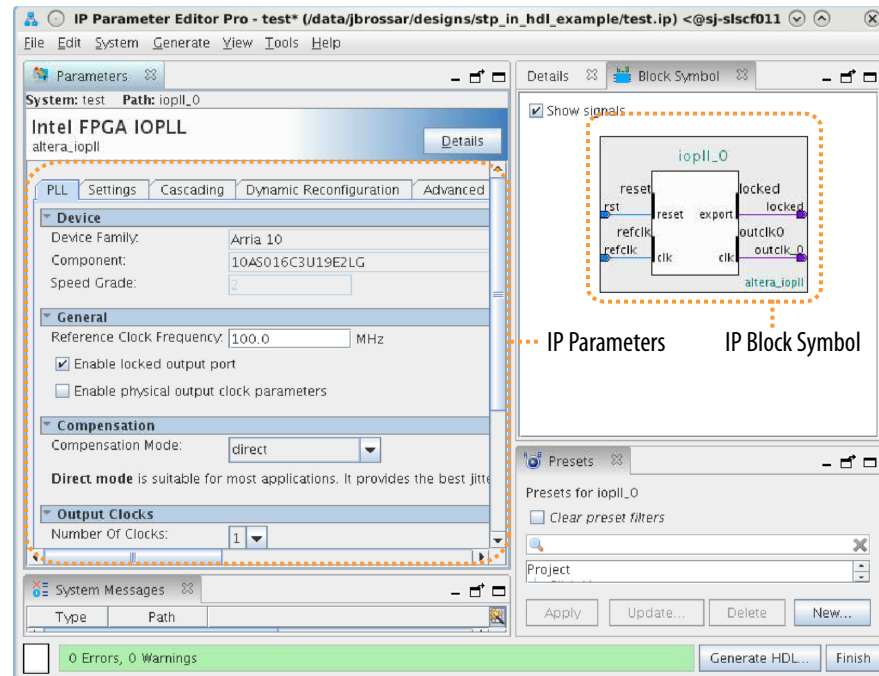 IP Parameter Editor Pro - test* (/data/jbrossar/designs/stp_in_hdl_example/test.ip) <@sj-slscf011
File Edit System Generate View Tools Help
Parameters
System: test Path: iopll_0
Intel FPGA IOPLL
altera_iopll
Details
PLL Settings Cascading Dynamic Reconfiguration Advanced
Device
Device Family: Arria 10
Component: 10AS016C3U19E2LG
Speed Grade: 2
General
Reference Clock Frequency: 100.0 MHz
Enable locked output port
Enable physical output clock parameters
Compensation
Compensation Mode: direct
Direct mode is suitable for most applications. It provides the best jitte
Output Clocks
Number Of Clocks: 1
System Messages
Type Path
0 Errors, 0 Warnings
Details Block Symbol
Show signals
iopll_0
reset locked
rst locked
reset export
refclk outclk0
refclk outclk_0
clk clk
altera_iopll
IP Parameters IP Block Symbol
Presets
Presets for iopll_0
Clear preset filters
Project
Apply Update... Delete New...
Generate HDL... Finish